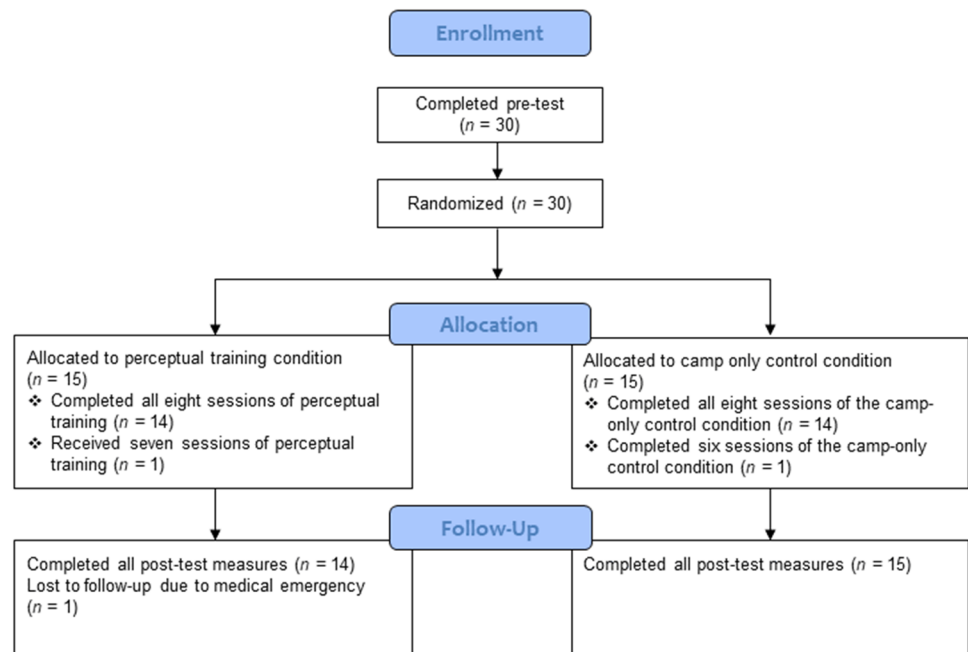 Enrollment
Completed pre-test
(n = 30)
Randomized (n = 30)
Allocation
Allocated to perceptual training condition
(n = 15)
❖ Completed all eight sessions of perceptual
training (n = 14)
❖ Received seven sessions of perceptual
training (n = 1)
Allocated to camp only control condition
(n = 15)
❖ Completed all eight sessions of the camp-
only control condition (n = 14)
❖ Completed six sessions of the camp-only
control condition (n = 1)
Follow-Up
Completed all post-test measures (n = 14)
Lost to follow-up due to medical emergency
(n = 1)
Completed all post-test measures (n = 15)